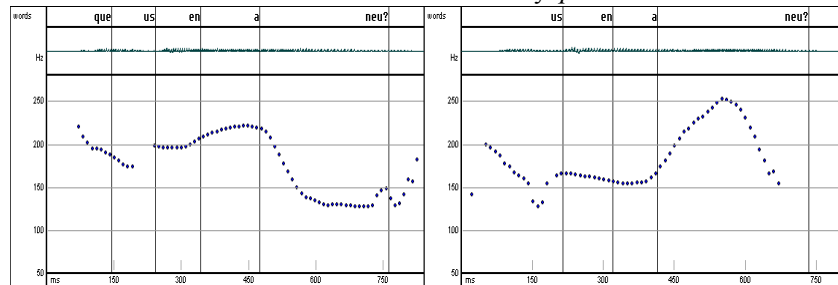 words que us en a neu? words us en a neu?
Hz Hz
250 250
200 200
150 150
100 100
50 50
ms 150 300 450 600 750 ms 150 300 450 600 750